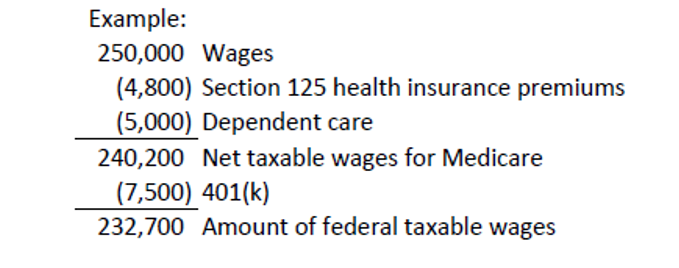 Example:
250,000 Wages
(4,800) Section 125 health insurance premiums
(5,000) Dependent care
240,200 Net taxable wages for Medicare
(7,500) 401(k)
232,700 Amount of federal taxable wages